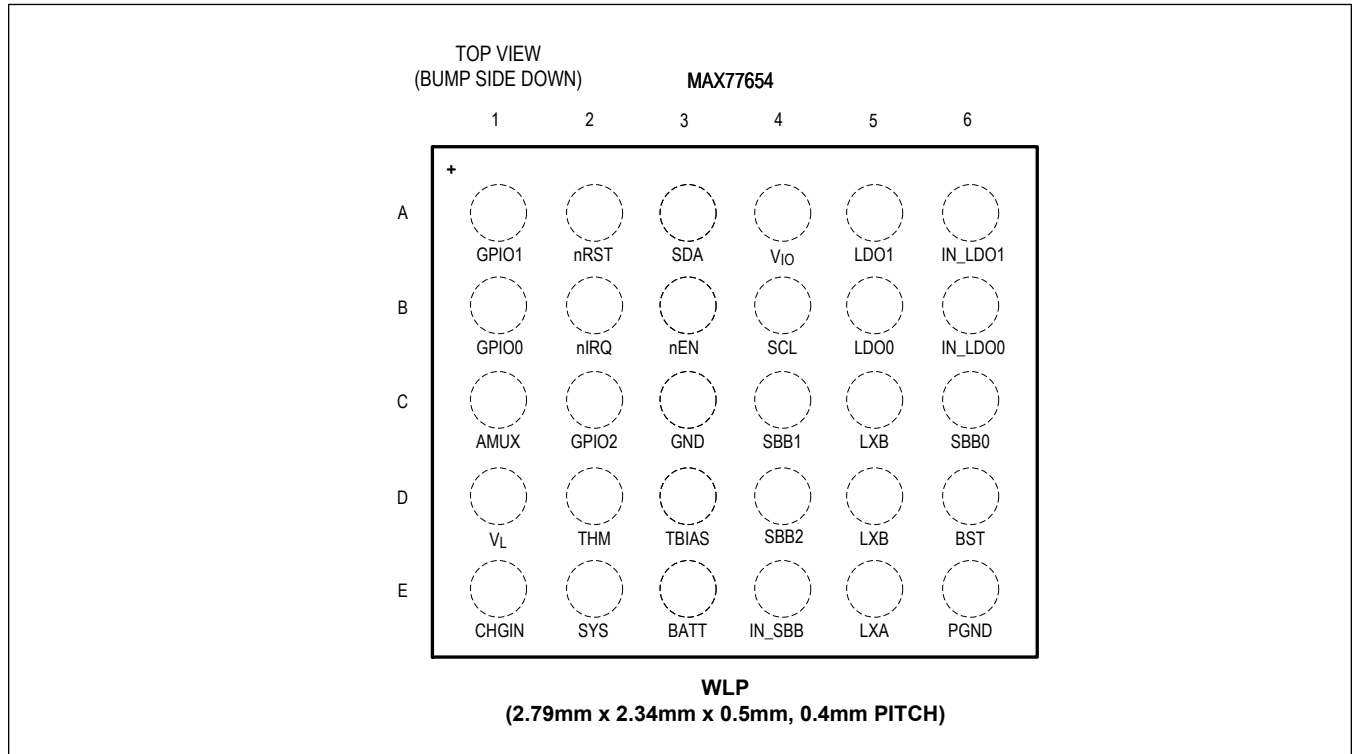 TOP VIEW
(BUMP SIDE DOWN)
MAX77654
1 2 3 4 5 6
+
A
GPIO1 nRST SDA VIO LDO1 IN_LDO1
B
GPIO0 nIRQ nEN SCL LDO0 IN_LDO0
C
AMUX GPIO2 GND SBB1 LXB SBB0
D
VL THM TBIAS SBB2 LXB BST
E
CHGIN SYS BATT IN_SBB LXA PGND
WLP
(2.79mm x 2.34mm x 0.5mm, 0.4mm PITCH)